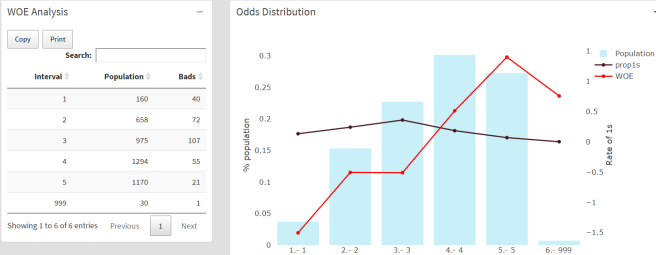 WOE Analysis −
Copy Print
Search:
Interval Population Bads
1 160 40
2 658 72
3 975 107
4 1294 55
5 1170 21
999 30 1
Showing 1 to 6 of 6 entries Previous 1 Next
Odds Distribution
% population
0.3
0.25
0.2
0.15
0.1
0.05
0
1.- 1 2.- 2 3.- 3 4.- 4 5.- 5 6.- 999
1.
1
0.5
0
−0.5
−1
−1.5
Rate of 1s
Population
prop1s
WOE